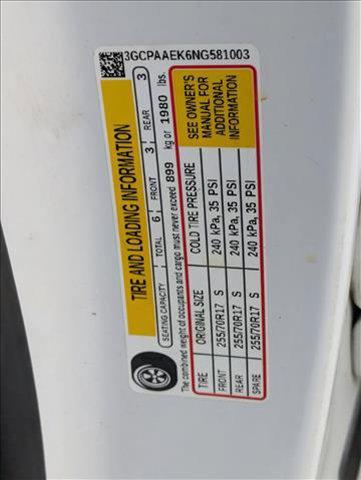 3GCPAAEK6NG581003
TIRE AND LOADING INFORMATION
SEATING CAPACITY TOTAL 6 FRONT 3 REAR 3
The combined weight of occupants and cargo must never exceed 899 kg or 1980 lbs.
TIRE ORIGINAL SIZE COLD TIRE PRESSURE
FRONT 255/70R17 S 240 kPa, 35 PSI
REAR 255/70R17 S 240 kPa, 35 PSI
SPARE 255/70R17 S 240 kPa, 35 PSI
SEE OWNER'S
MANUAL FOR
ADDITIONAL
INFORMATION